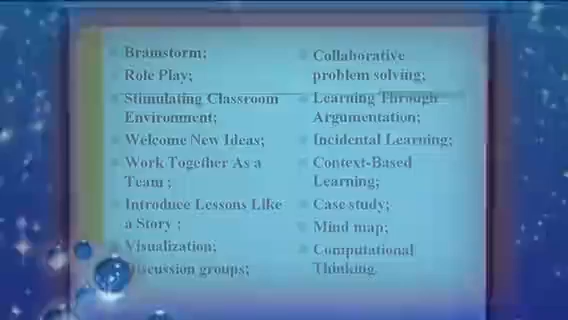 Brainstorm;
Role Play;
Stimulating Classroom
Environment;
Welcome New Ideas;
Work Together As a
Team ;
Introduce Lessons Like
a Story ;
Visualization;
Discussion groups;
Collaborative
problem solving;
Learning Through
Argumentation;
Incidental Learning;
Context-Based
Learning;
Case study;
Mind map;
Computational
Thinking.